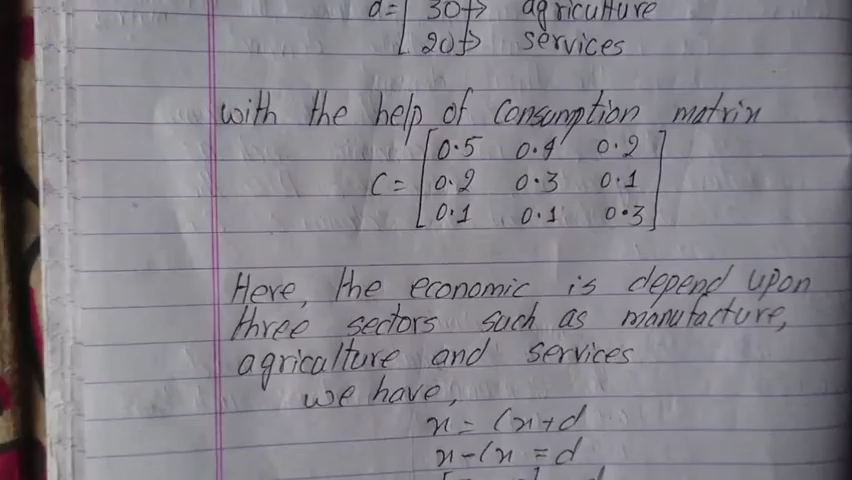 d = [ 30 → agriculture
20 → services
with the help of consumption matrix
[ 0.5 0.4 0.2 ]
C = [ 0.2 0.3 0.1 ]
[ 0.1 0.1 0.3 ]
Here, the economic is depend upon
three sectors such as manufacture,
agriculture and services
we have,
x = Cx + d
x - Cx = d